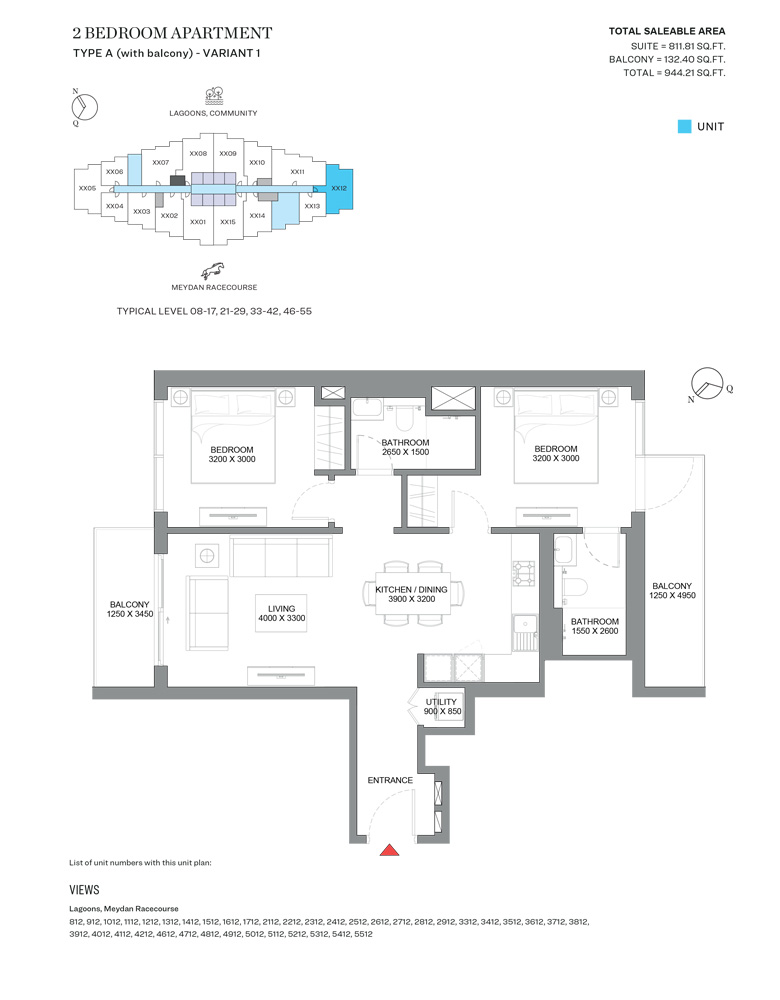 2 BEDROOM APARTMENT
TYPE A (with balcony) - VARIANT 1
TOTAL SALEABLE AREA
SUITE = 811.81 SQ.FT.
BALCONY = 132.40 SQ.FT.
TOTAL = 944.21 SQ.FT.
UNIT
N
Q
LAGOONS, COMMUNITY
XX08 XX09
XX07 XX10
XX06 XX11
XX05 XX12
XX04 XX13
XX03 XX02 XX14
XX01 XX15
MEYDAN RACECOURSE
TYPICAL LEVEL 08-17, 21-29, 33-42, 46-55
N
Q
BEDROOM
3200 X 3000
BATHROOM
2650 X 1500
BEDROOM
3200 X 3000
BALCONY
1250 X 3450
LIVING
4000 X 3300
KITCHEN / DINING
3900 X 3200
BATHROOM
1550 X 2600
BALCONY
1250 X 4950
UTILITY
900 X 850
ENTRANCE
List of unit numbers with this unit plan:
VIEWS
Lagoons, Meydan Racecourse
812, 912, 1012, 1112, 1212, 1312, 1412, 1512, 1612, 1712, 2112, 2212, 2312, 2412, 2512, 2612, 2712, 2812, 2912, 3312, 3412, 3512, 3612, 3712, 3812,
3912, 4012, 4112, 4212, 4612, 4712, 4812, 4912, 5012, 5112, 5212, 5312, 5412, 5512